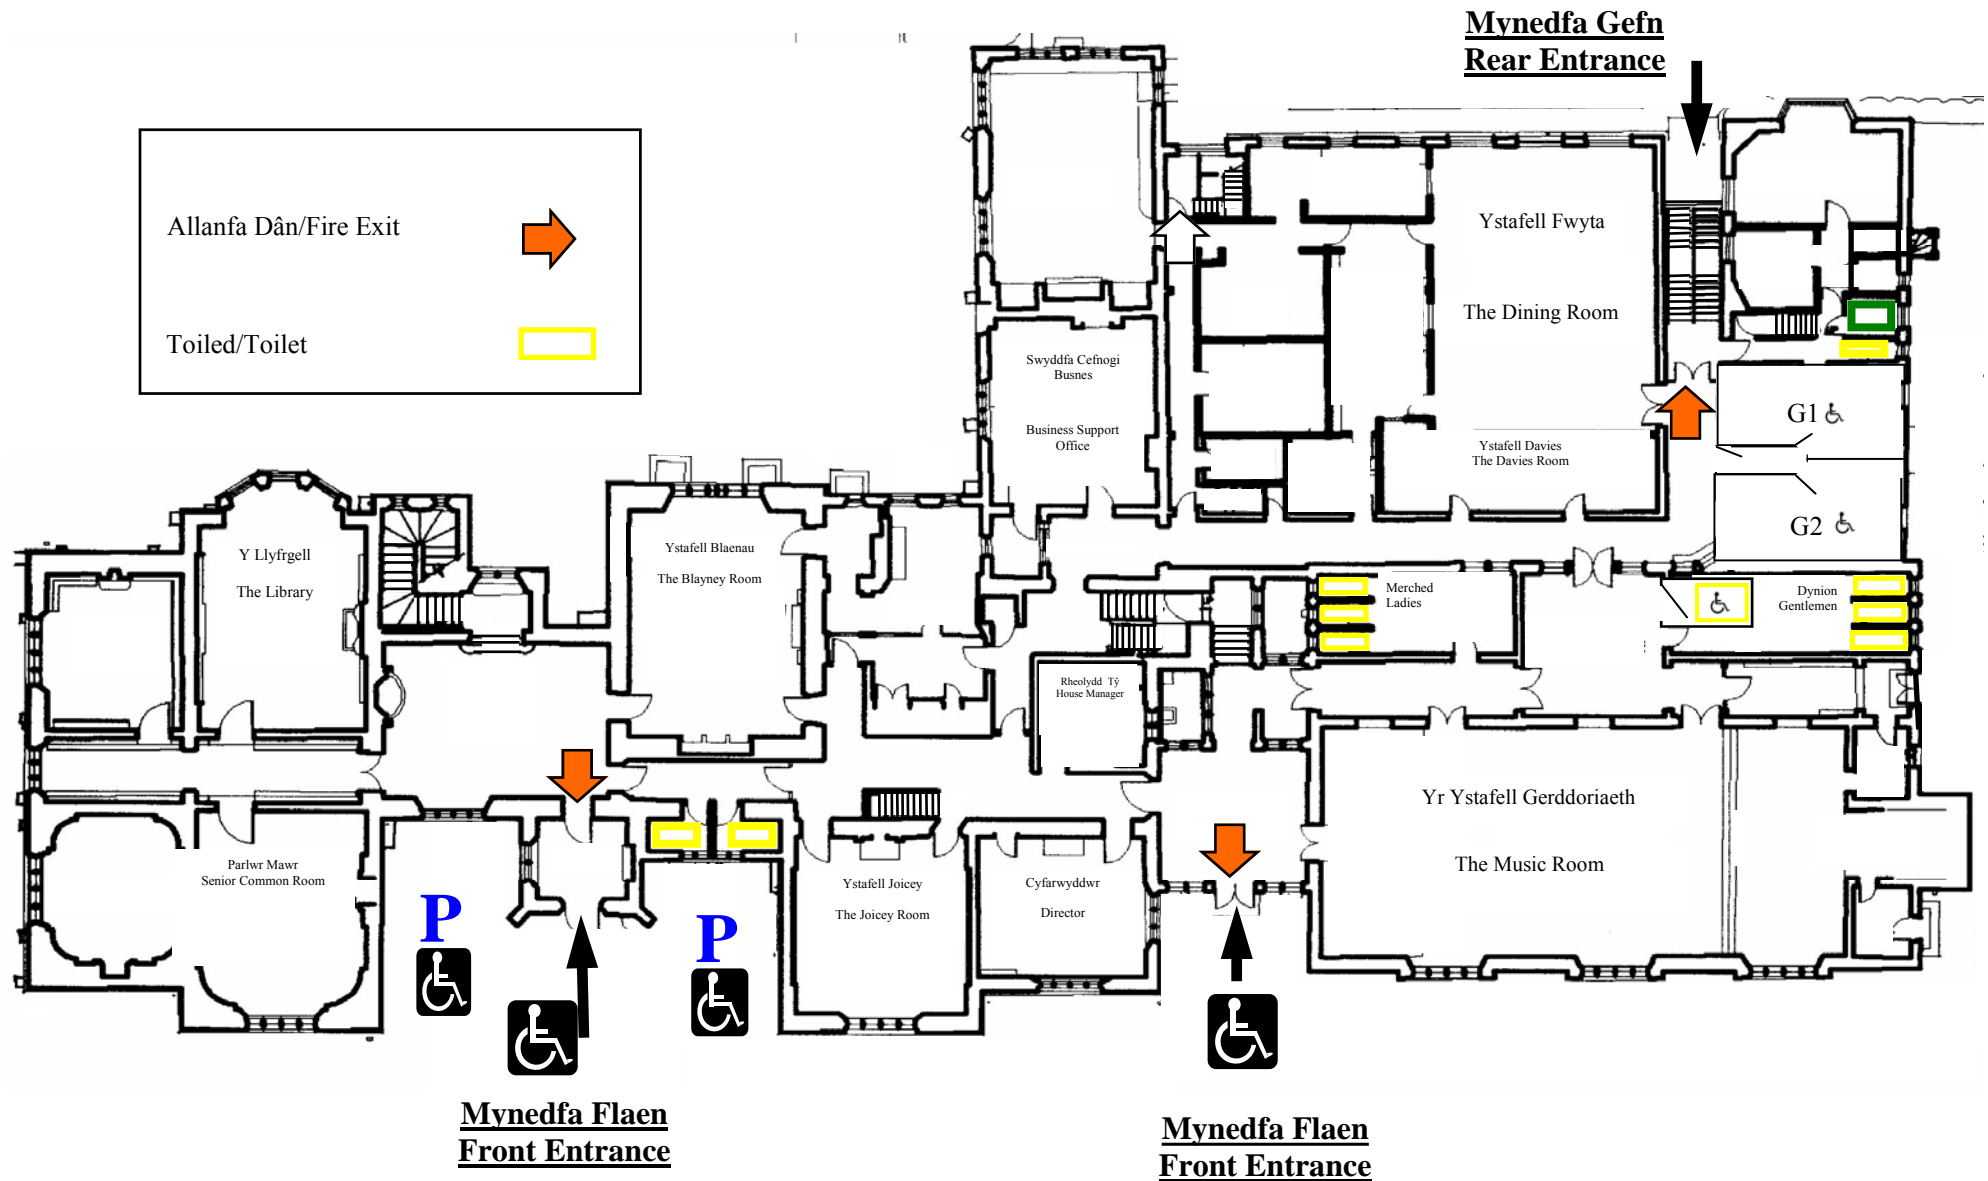 Mynedfa Gefn
Rear Entrance
Allanfa Dân/Fire Exit
Toiled/Toilet
Ystafell Fwyta
The Dining Room
Swyddfa Cefnogi
Busnes
Business Support
Office
G1
Ystafell Davies
The Davies Room
G2
Y Llyfrgell
The Library
Ystafell Blaenau
The Blayney Room
Merched
Ladies
Dynion
Gentlemen
Rheolydd Tŷ
House Manager
Yr Ystafell Gerddoriaeth
The Music Room
Parlwr Mawr
Senior Common Room
Ystafell Joicey
The Joicey Room
Cyfarwyddwr
Director
P
P
Mynedfa Flaen
Front Entrance
Mynedfa Flaen
Front Entrance